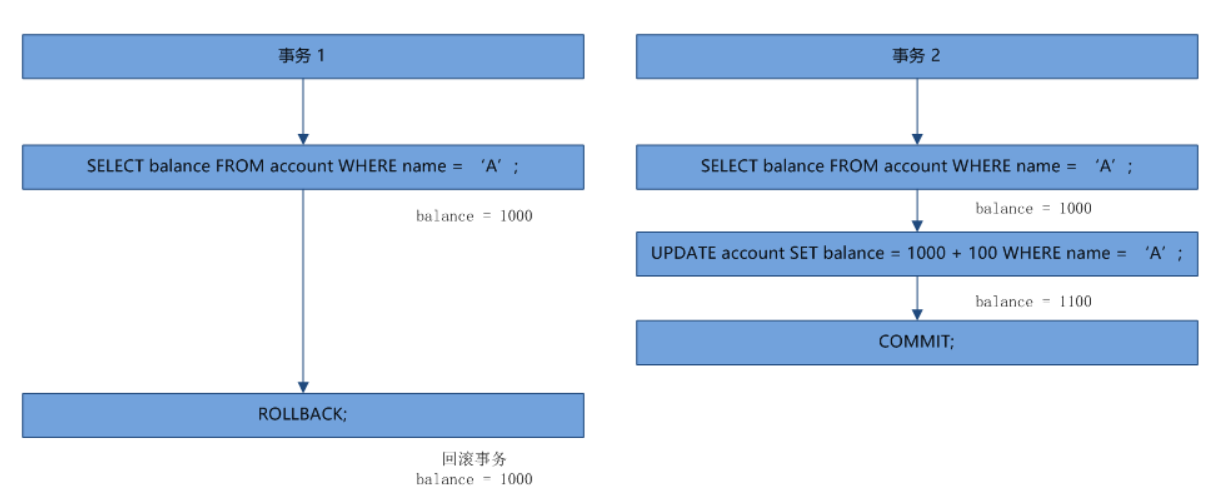 事务 1
SELECT balance FROM account WHERE name = ‘A’;
balance = 1000
ROLLBACK;
回滚事务
balance = 1000
事务 2
SELECT balance FROM account WHERE name = ‘A’;
balance = 1000
UPDATE account SET balance = 1000 + 100 WHERE name = ‘A’;
balance = 1100
COMMIT;